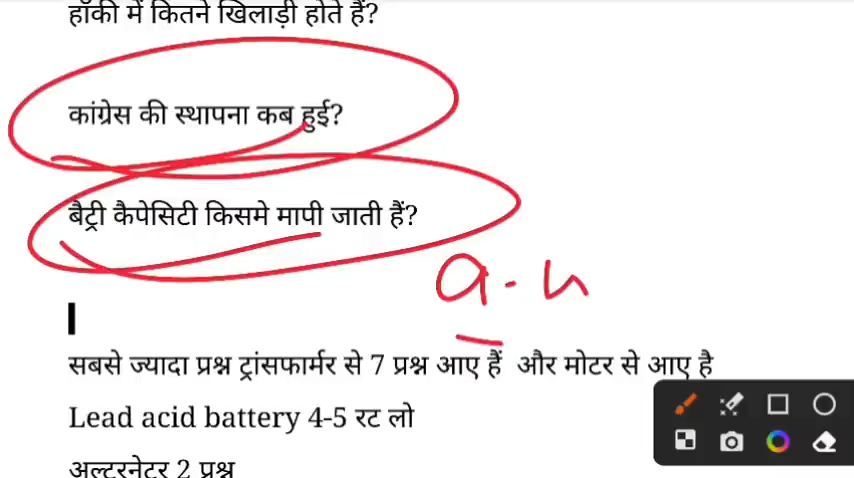 हॉकी में कितने खिलाड़ी होते हैं?
कांग्रेस की स्थापना कब हुई?
बैट्री कैपेसिटी किसमे मापी जाती हैं?
a-h
सबसे ज्यादा प्रश्न ट्रांसफार्मर से 7 प्रश्न आए हैं और मोटर से आए है
Lead acid battery 4-5 रट लो
अल्टरनेटर 2 प्रश्न